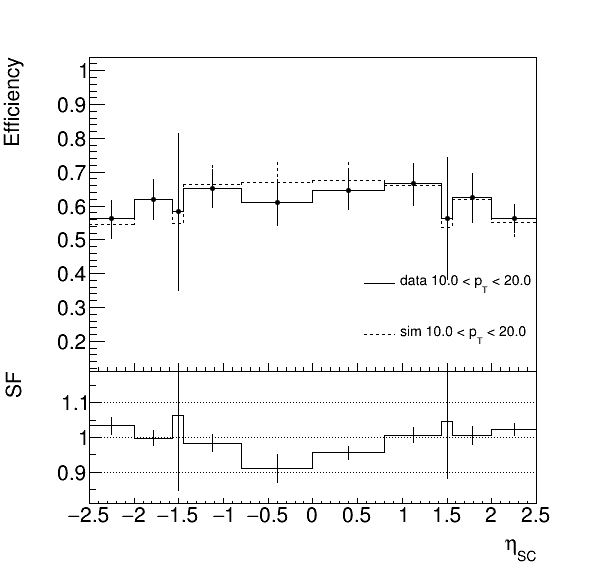 Efficiency
1
0.9
0.8
0.7
0.6
0.5
0.4
0.3
0.2
data 10.0 < p_T < 20.0
sim 10.0 < p_T < 20.0
SF
1.1
1
0.9
−2.5 −2 −1.5 −1 −0.5 0 0.5 1 1.5 2 2.5
η_SC